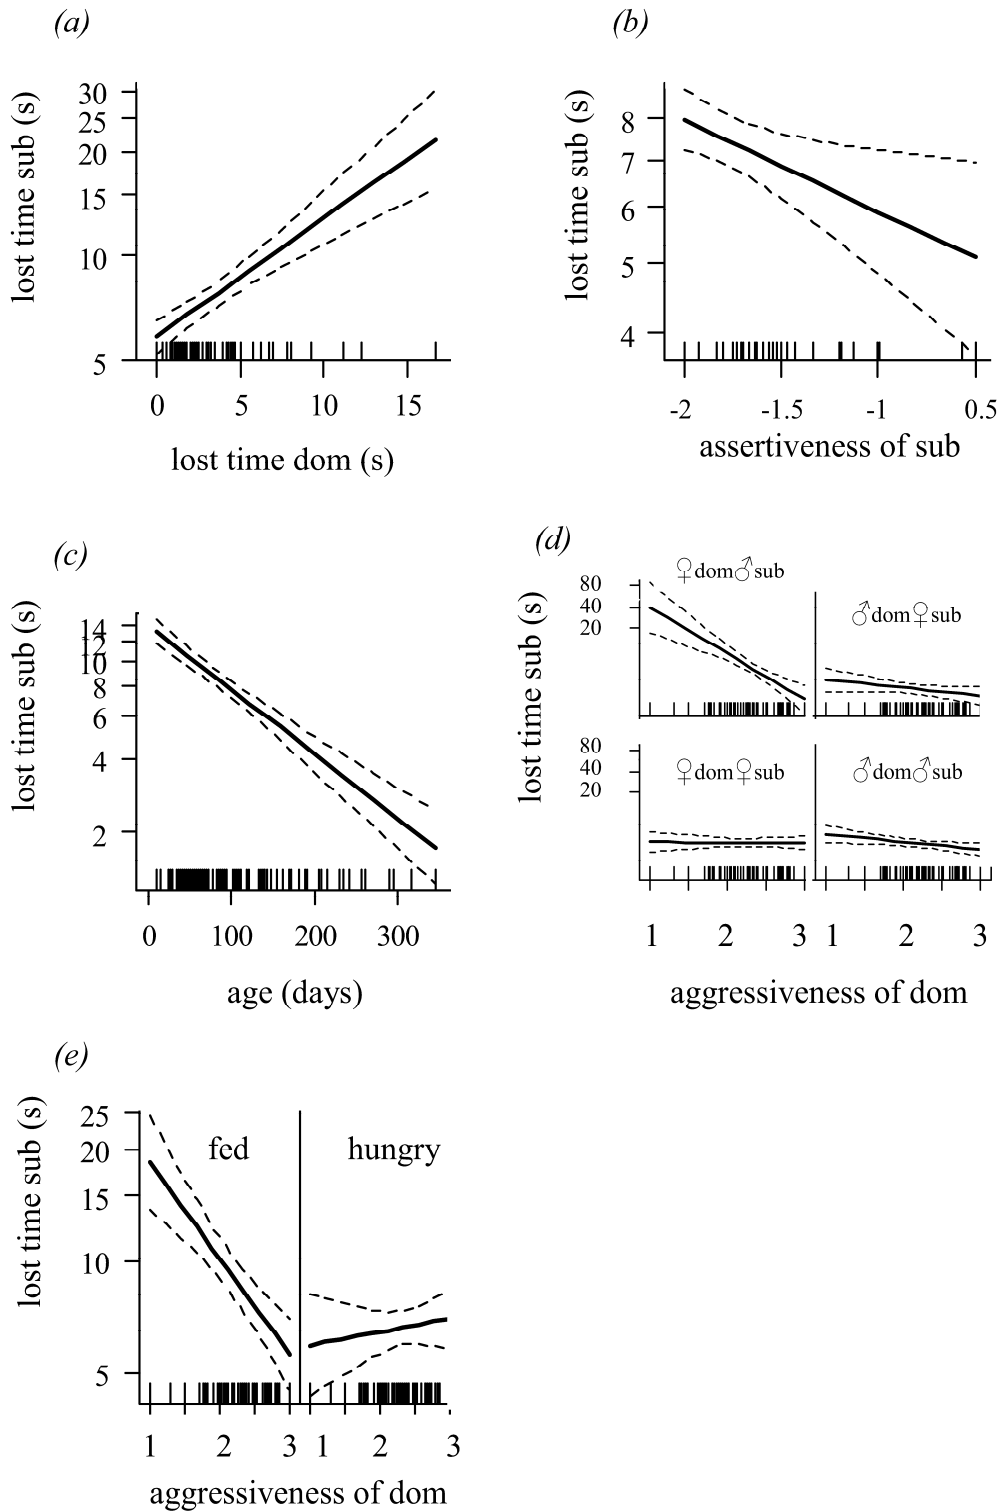 (a)
lost time sub (s)
30
25
20
15
10
5
0 5 10 15
lost time dom (s)
(b)
lost time sub (s)
8
7
6
5
4
-2 -1.5 -1 0.5
assertiveness of sub
(c)
lost time sub (s)
14
12
10
8
6
4
2
0 100 200 300
age (days)
(d)
lost time sub (s)
♀dom♂sub
80
40
20
♂dom♀sub
♀dom♀sub
80
40
20
♂dom♂sub
1 2 3 1 2 3
aggressiveness of dom
(e)
lost time sub (s)
25
20
15
10
5
fed hungry
1 2 3 1 2 3
aggressiveness of dom